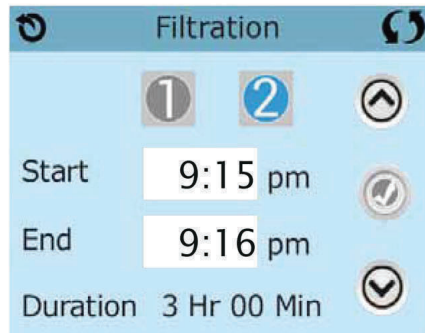 Filtration
1 2
Start 9:15 pm
End 9:16 pm
Duration 3 Hr 00 Min